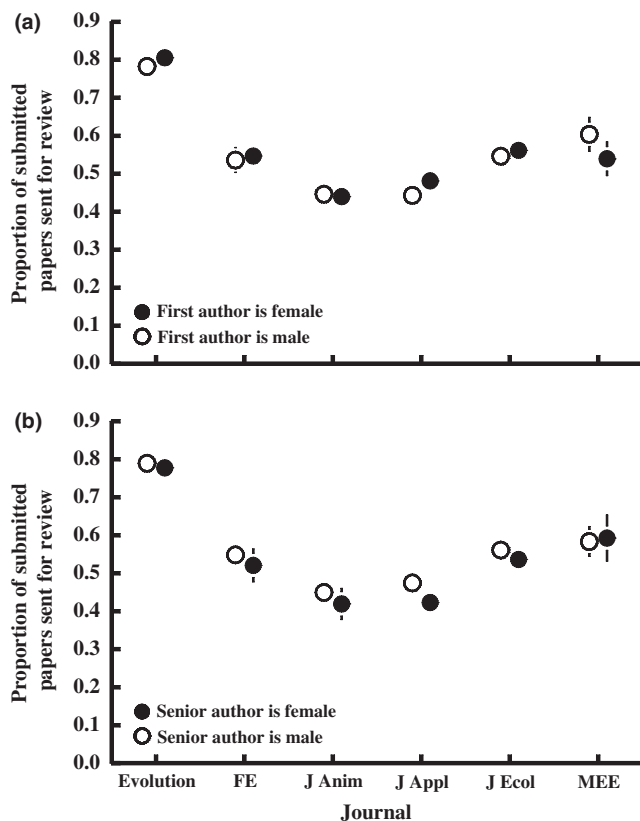 (a)
Proportion of submitted
papers sent for review
0.9
0.8
0.7
0.6
0.5
0.4
0.3
0.2
0.1
0.0
First author is female
First author is male
(b)
Proportion of submitted
papers sent for review
0.9
0.8
0.7
0.6
0.5
0.4
0.3
0.2
0.1
0.0
Senior author is female
Senior author is male
Evolution FE J Anim J Appl J Ecol MEE
Journal